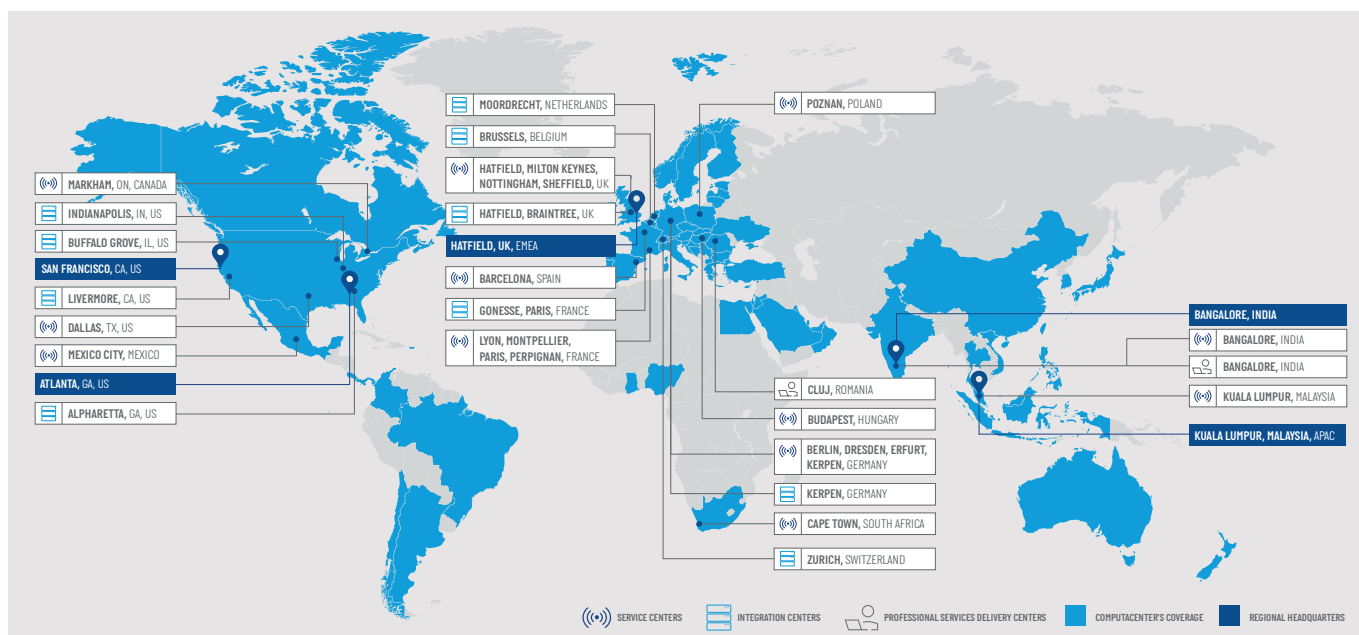 MARKHAM, ON, CANADA
INDIANAPOLIS, IN, US
BUFFALO GROVE, IL, US
SAN FRANCISCO, CA, US
LIVERMORE, CA, US
DALLAS, TX, US
MEXICO CITY, MEXICO
ATLANTA, GA, US
ALPHARETTA, GA, US
MOORDRECHT, NETHERLANDS
BRUSSELS, BELGIUM
HATFIELD, MILTON KEYNES,
NOTTINGHAM, SHEFFIELD, UK
HATFIELD, BRAINTREE, UK
HATFIELD, UK, EMEA
BARCELONA, SPAIN
GONESSE, PARIS, FRANCE
LYON, MONTPELLIER,
PARIS, PERPIGNAN, FRANCE
POZNAN, POLAND
CLUJ, ROMANIA
BUDAPEST, HUNGARY
BERLIN, DRESDEN, ERFURT,
KERPEN, GERMANY
KERPEN, GERMANY
CAPE TOWN, SOUTH AFRICA
ZURICH, SWITZERLAND
BANGALORE, INDIA
BANGALORE, INDIA
BANGALORE, INDIA
KUALA LUMPUR, MALAYSIA
KUALA LUMPUR, MALAYSIA, APAC
SERVICE CENTERS
INTEGRATION CENTERS
PROFESSIONAL SERVICES DELIVERY CENTERS
COMPUTACENTER'S COVERAGE
REGIONAL HEADQUARTERS